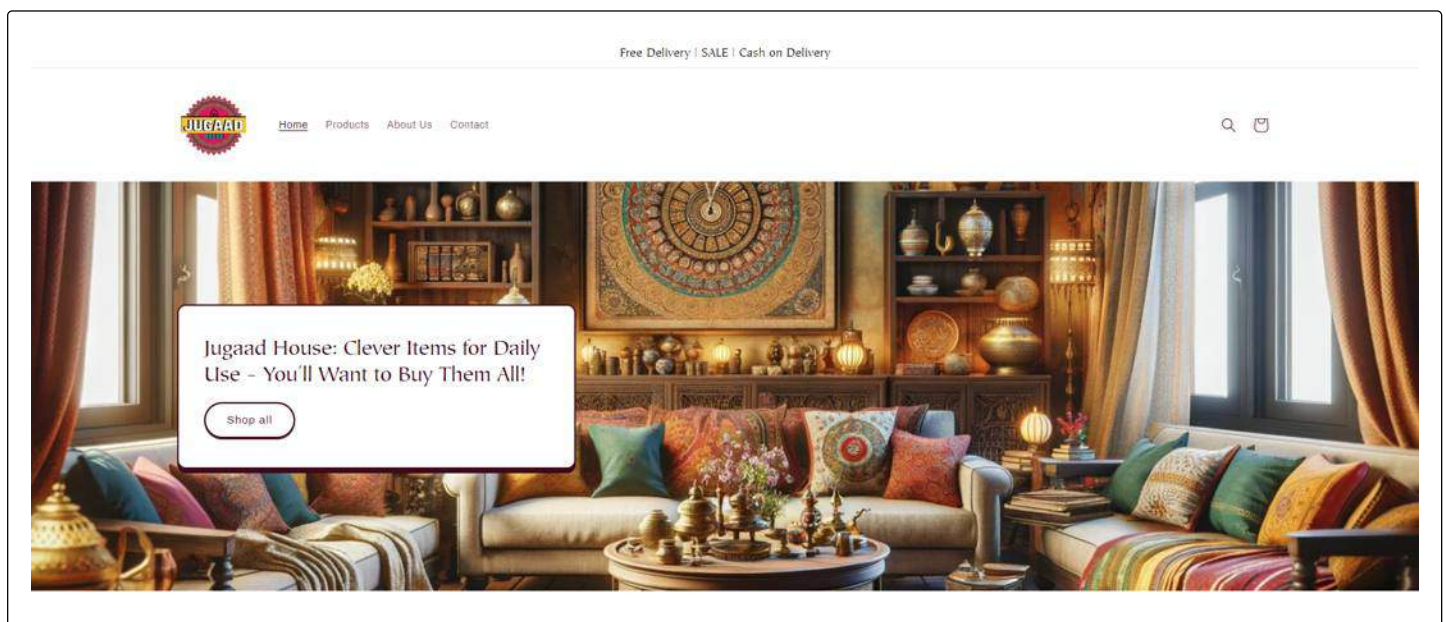 Free Delivery | SALE | Cash on Delivery
JUGAAD
Home Products About Us Contact
Jugaad House: Clever Items for Daily
Use - You'll Want to Buy Them All!
Shop all